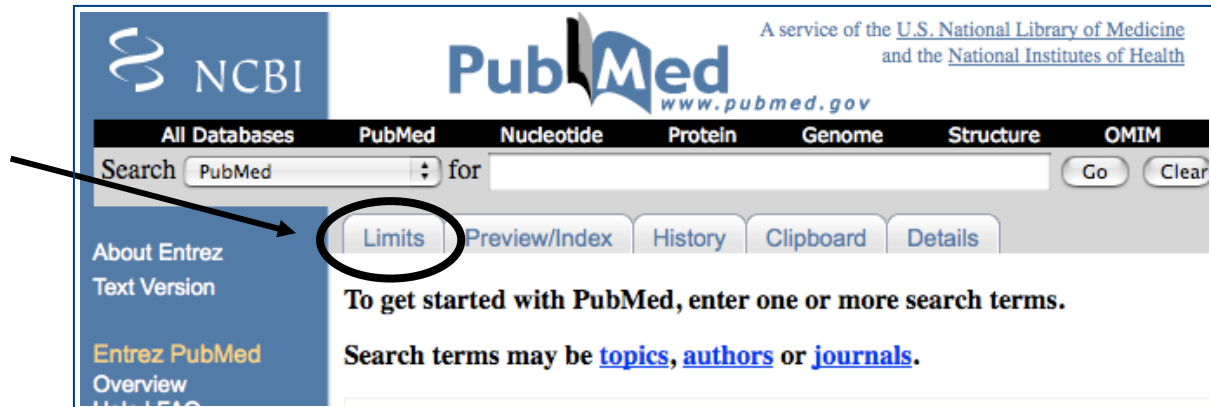 A service of the U.S. National Library of Medicine
and the National Institutes of Health
NCBI
PubMed
www.pubmed.gov
All Databases PubMed Nucleotide Protein Genome Structure OMIM
Search PubMed for Go Clear
Limits Preview/Index History Clipboard Details
About Entrez
Text Version
To get started with PubMed, enter one or more search terms.
Entrez PubMed
Search terms may be topics, authors or journals.
Overview